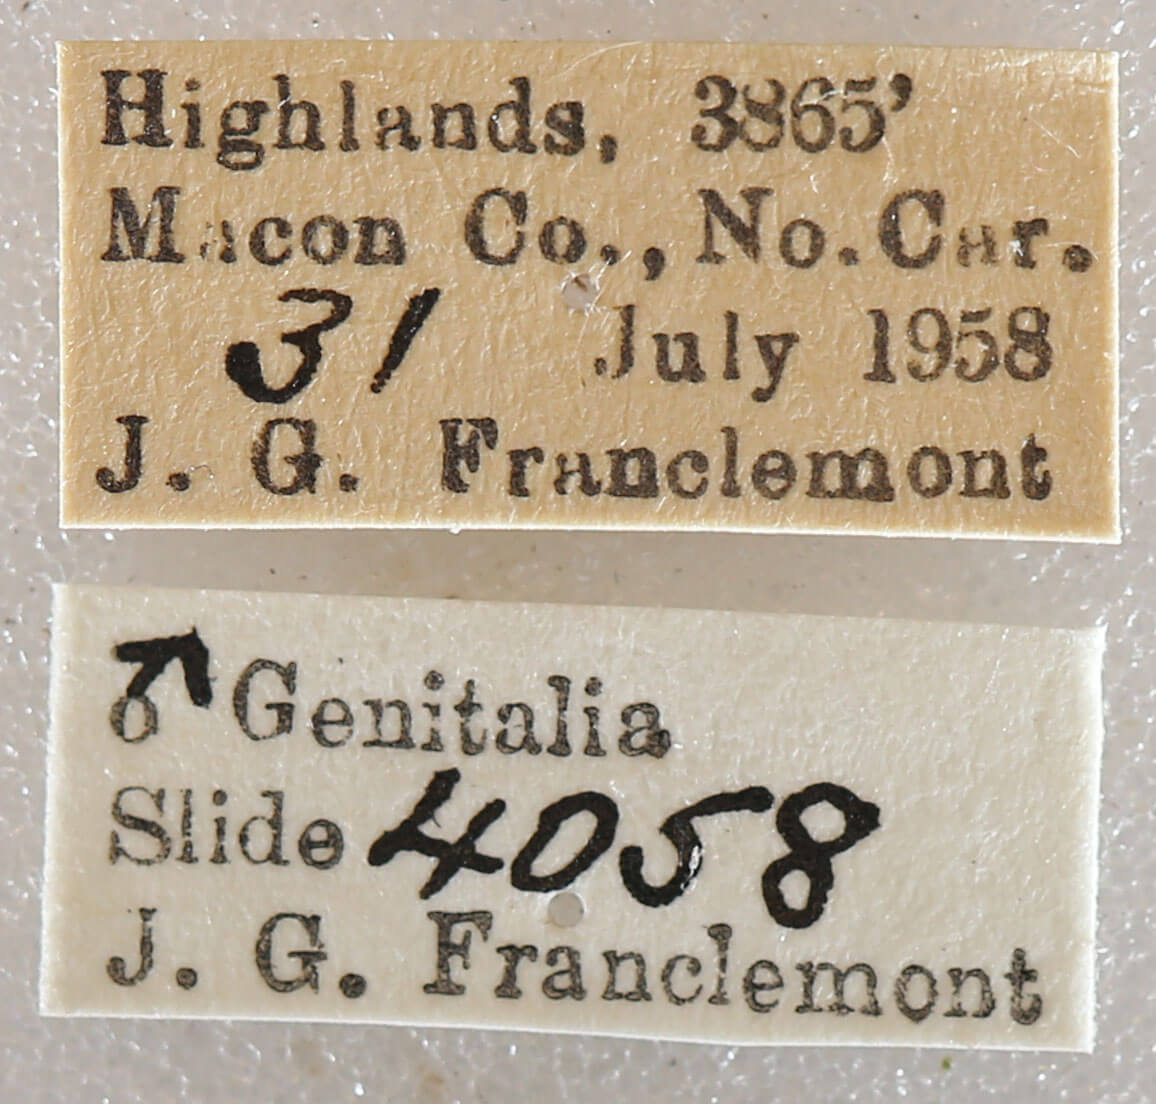 Highlands, 3865'
Macon Co., No. Car.
31 July 1958
J. G. Franclemont
♂ Genitalia
Slide 4058
J. G. Franclemont